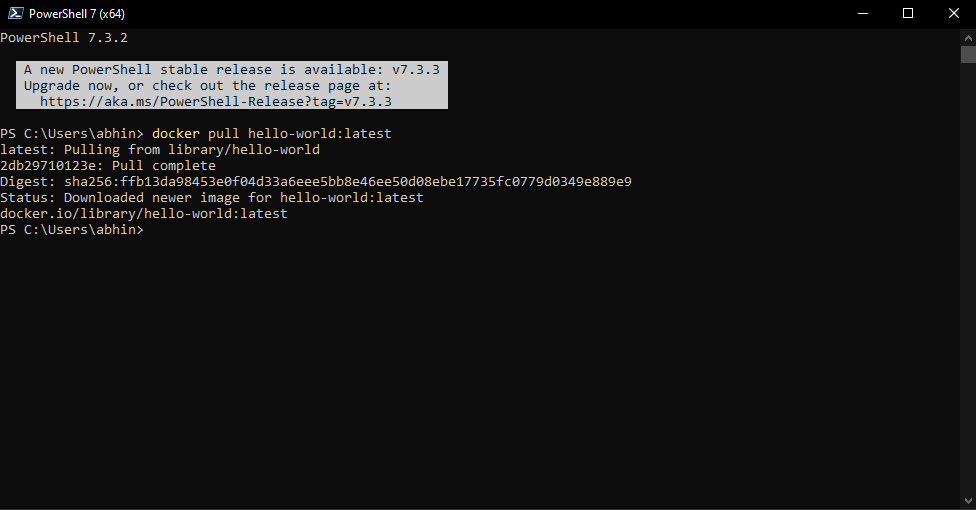 PowerShell 7 (x64)
PowerShell 7.3.2
A new PowerShell stable release is available: v7.3.3
Upgrade now, or check out the release page at:
https://aka.ms/PowerShell-Release?tag=v7.3.3
PS C:\Users\abhin> docker pull hello-world:latest
latest: Pulling from library/hello-world
2db29710123e: Pull complete
Digest: sha256:ffb13da98453e0f04d33a6eee5bb8e46ee50d08ebe17735fc0779d0349e889e9
Status: Downloaded newer image for hello-world:latest
docker.io/library/hello-world:latest
PS C:\Users\abhin>